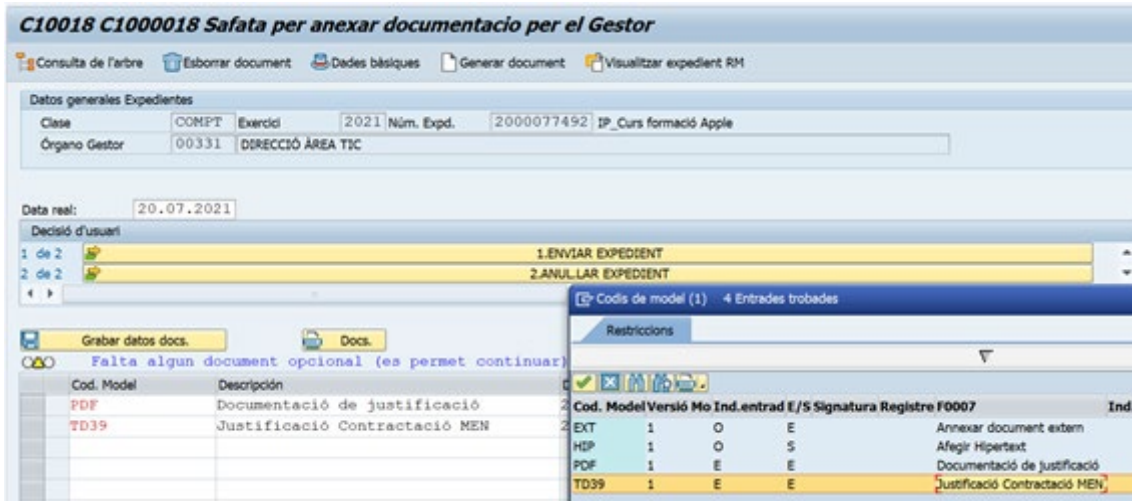 C10018 C1000018 Safata per anexar documentacio per el Gestor
Consulta de l'arbre Esborrar document Dades bàsiques Generar document Visualitzar expedient RM
Datos generales Expedientes
Clase COMPT Exercici 2021 Núm. Expd. 2000077492 IP_Curs formació Apple
Órgano Gestor 00331 DIRECCIÓ ÀREA TIC
Data real: 20.07.2021
Decisió d'usuari
1 de 2 1.ENVIAR EXPEDIENT
2 de 2 2.ANUL.LAR EXPEDIENT
Grabar datos docs. Docs.
Falta algun document opcional (es permet continuar)
Cod. Model Descripción D
PDF Documentació de justificació 2
TD39 Justificació Contractació MEN 2
Codis de model (1) 4 Entrades trobades
Restriccions
Cod. Model Versió Mo Ind.entrad E/S Signatura Registre F0007 Ind
EXT 1 O E Annexar document extern
HIP 1 O S Afegir Hipertext
PDF 1 E E Documentació de justificació
TD39 1 E E Justificació Contractació MEN